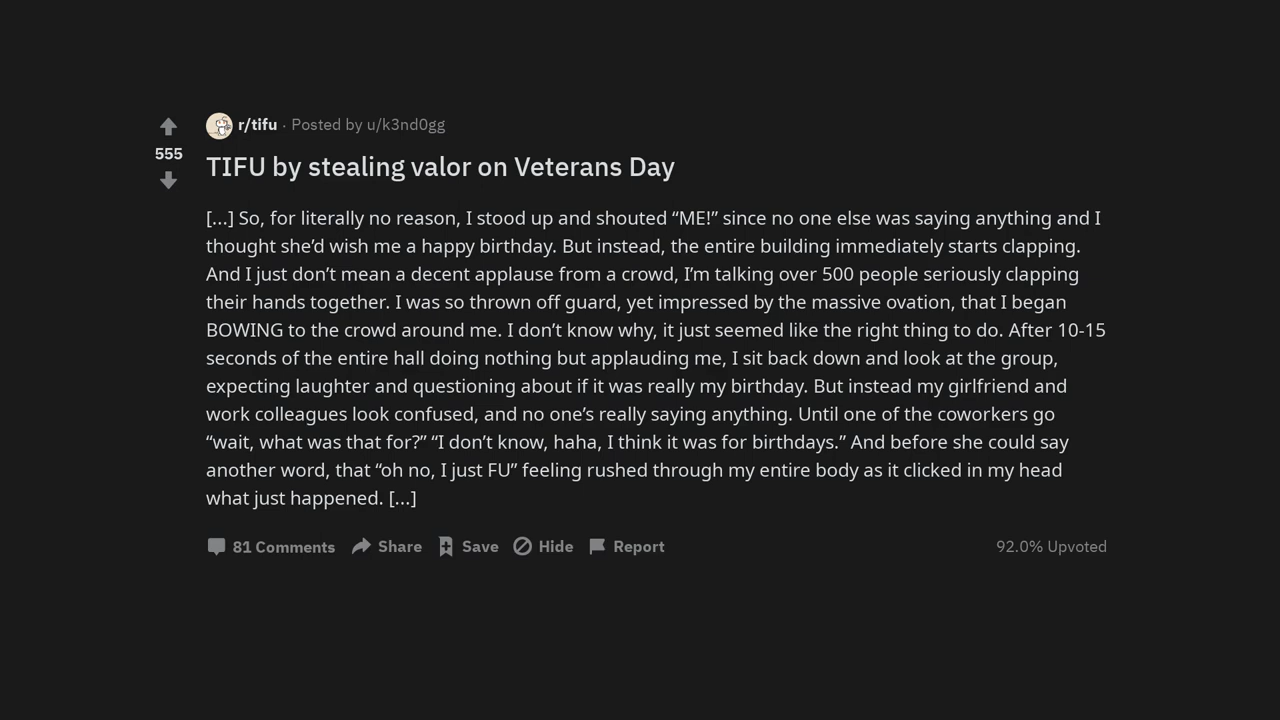 r/tifu · Posted by u/k3nd0gg
555
TIFU by stealing valor on Veterans Day
[...] So, for literally no reason, I stood up and shouted “ME!” since no one else was saying anything and I
thought she’d wish me a happy birthday. But instead, the entire building immediately starts clapping.
And I just don’t mean a decent applause from a crowd, I’m talking over 500 people seriously clapping
their hands together. I was so thrown off guard, yet impressed by the massive ovation, that I began
BOWING to the crowd around me. I don’t know why, it just seemed like the right thing to do. After 10-15
seconds of the entire hall doing nothing but applauding me, I sit back down and look at the group,
expecting laughter and questioning about if it was really my birthday. But instead my girlfriend and
work colleagues look confused, and no one’s really saying anything. Until one of the coworkers go
“wait, what was that for?” “I don’t know, haha, I think it was for birthdays.” And before she could say
another word, that “oh no, I just FU” feeling rushed through my entire body as it clicked in my head
what just happened. [...]
81 Comments Share Save Hide Report 92.0% Upvoted